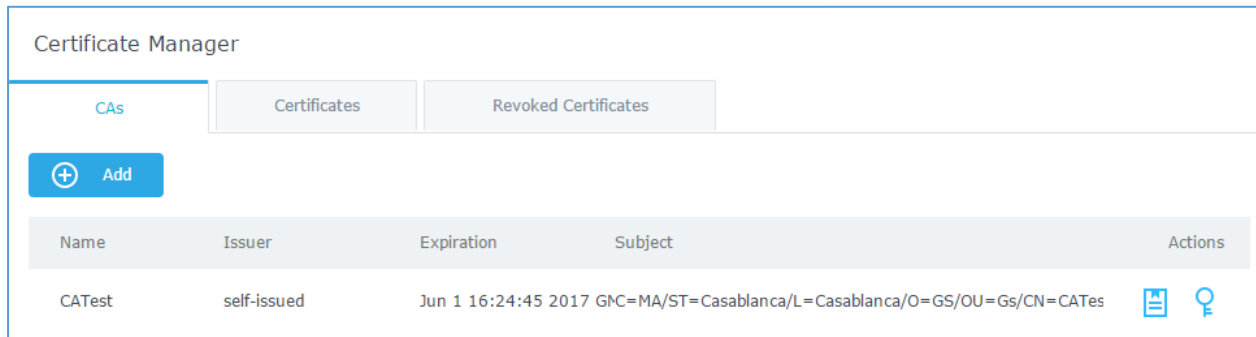 Certificate Manager
CAs Certificates Revoked Certificates
Add
Name Issuer Expiration Subject Actions
CATest self-issued Jun 1 16:24:45 2017 GMC=MA/ST=Casablanca/L=Casablanca/O=GS/OU=Gs/CN=CATes